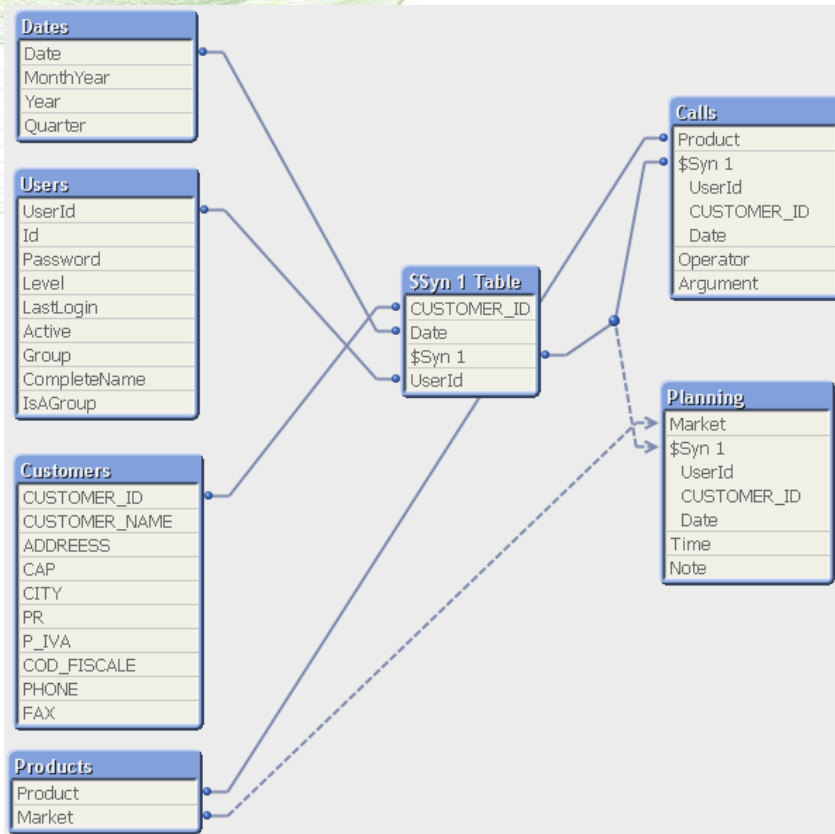 Dates
Date
MonthYear
Year
Quarter
Users
UserId
Id
Password
Level
LastLogin
Active
Group
CompleteName
IsAGroup
Customers
CUSTOMER_ID
CUSTOMER_NAME
ADDREESS
CAP
CITY
PR
P_IVA
COD_FISCALE
PHONE
FAX
Products
Product
Market
$Syn 1 Table
CUSTOMER_ID
Date
$Syn 1
UserId
Calls
Product
$Syn 1
UserId
CUSTOMER_ID
Date
Operator
Argument
Planning
Market
$Syn 1
UserId
CUSTOMER_ID
Date
Time
Note